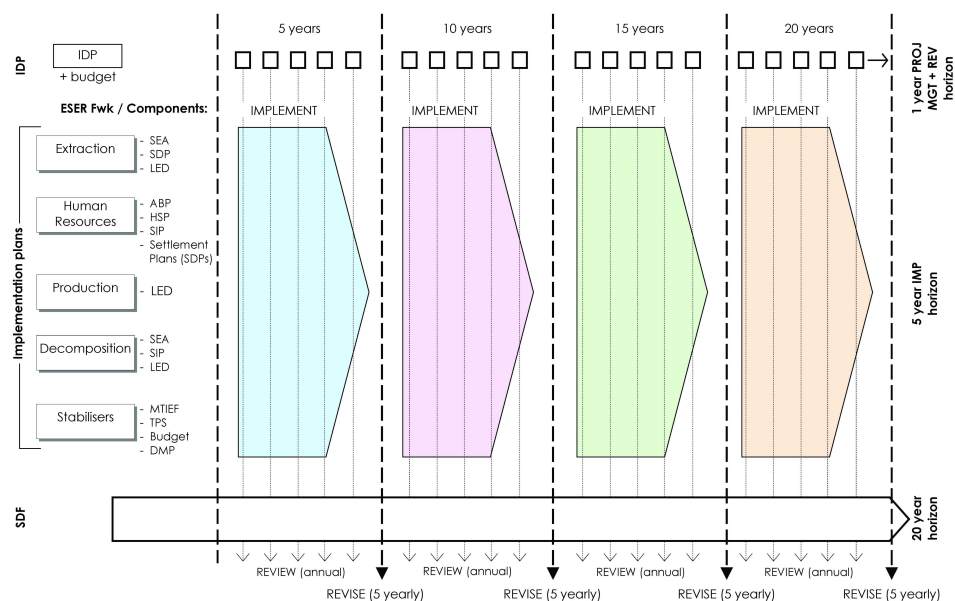 5 years
10 years
15 years
20 years
IDP
IDP
+ budget
1 year PROJ
MGT + REV
horizon
ESER Fwk / Components:
IMPLEMENT
IMPLEMENT
IMPLEMENT
IMPLEMENT
Implementation plans
Extraction
- SEA
- SDP
- LED
Human
Resources
- ABP
- HSP
- SIP
- Settlement
Plans (SDPs)
Production
- LED
Decomposition
- SEA
- SIP
- LED
Stabilisers
- MTIEF
- TPS
- Budget
- DMP
5 year IMP
horizon
SDF
20 year
horizon
REVIEW (annual)
REVIEW (annual)
REVIEW (annual)
REVIEW (annual)
REVISE (5 yearly)
REVISE (5 yearly)
REVISE (5 yearly)
REVISE (5 yearly)